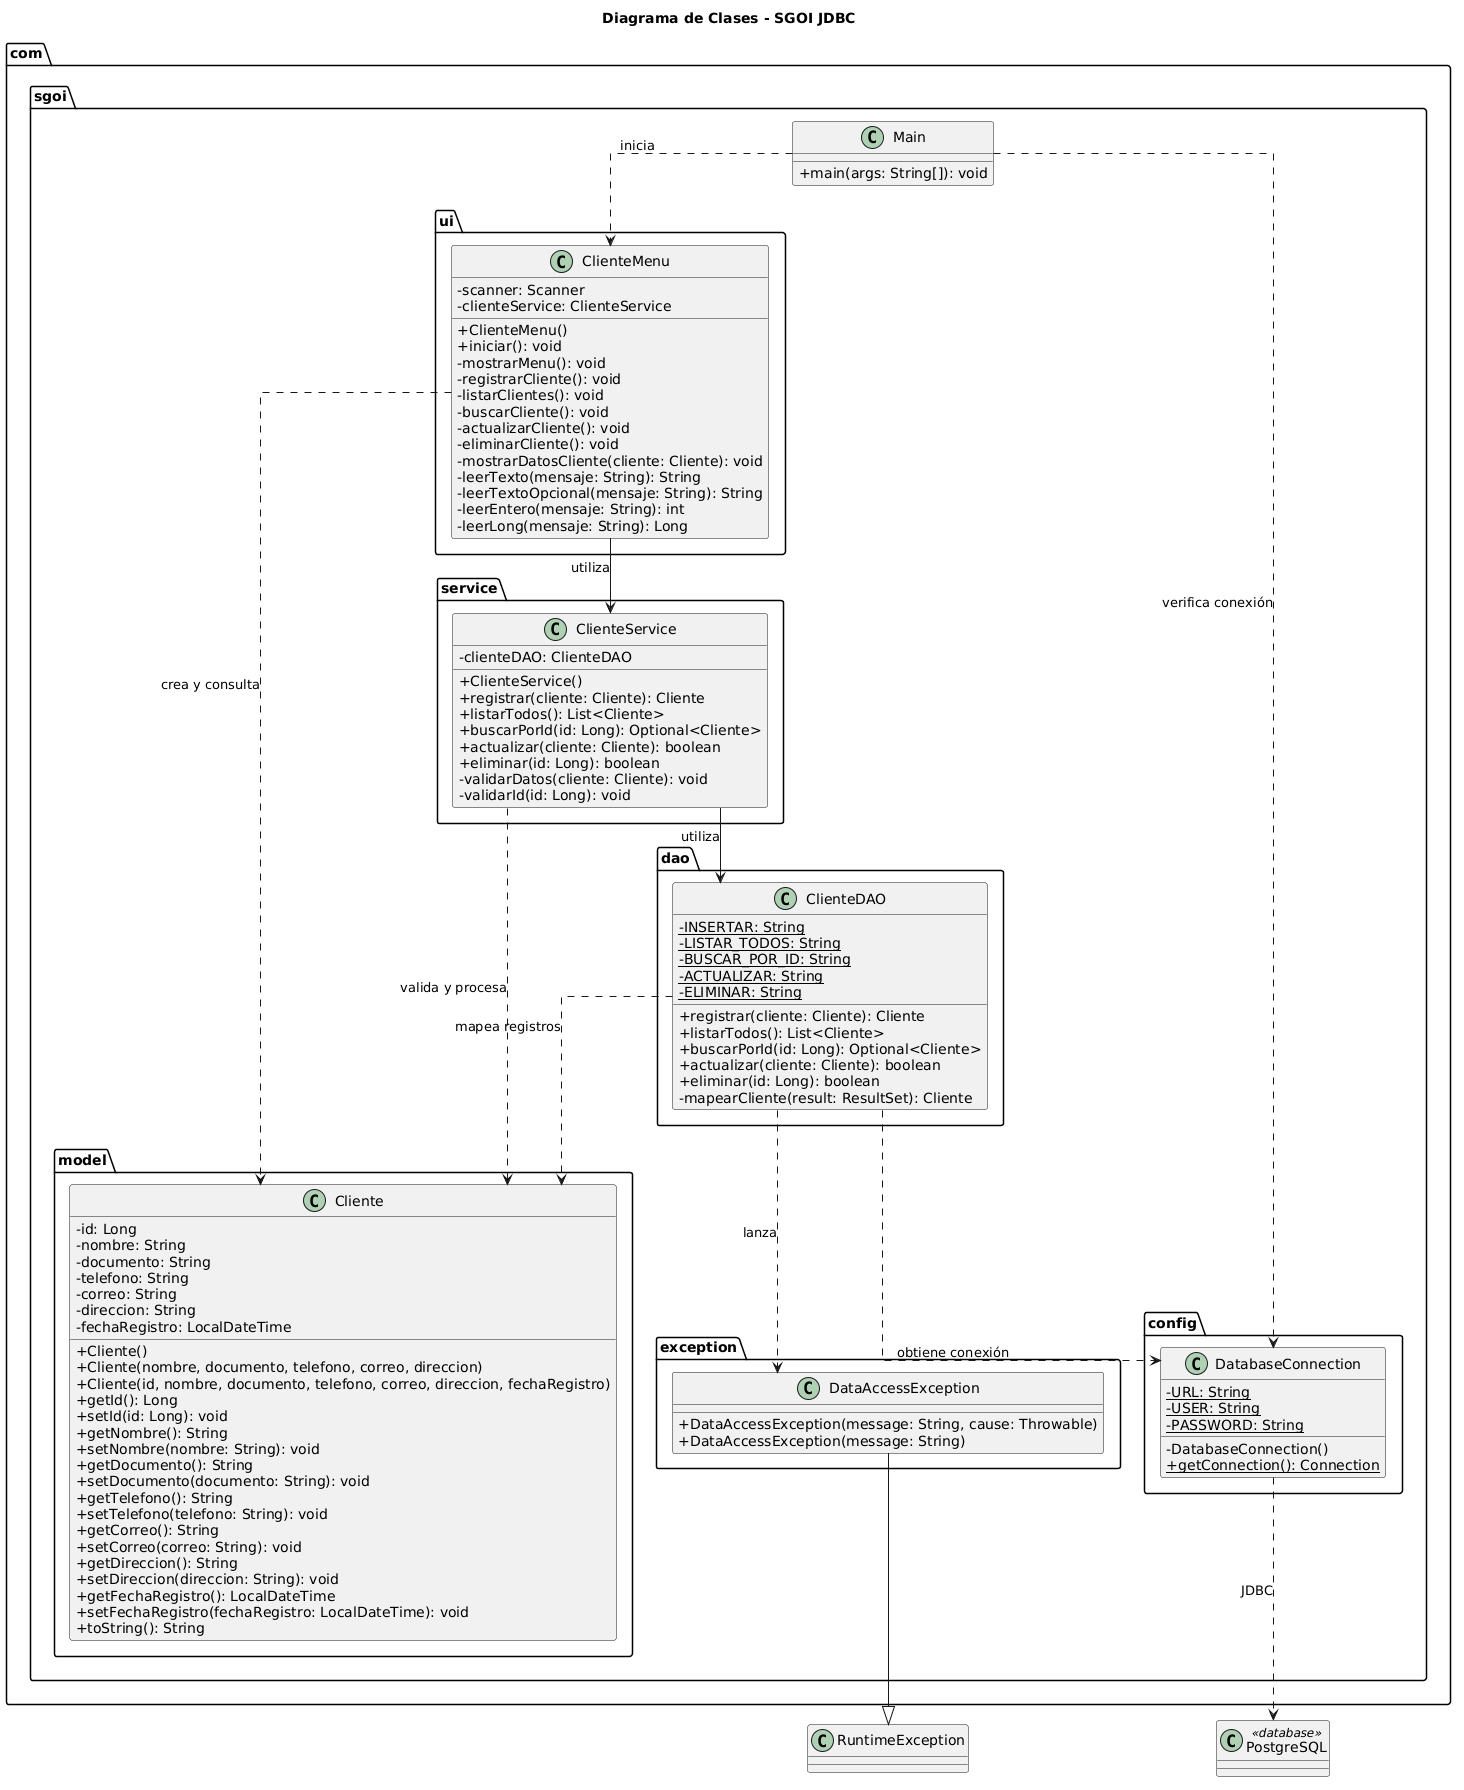 Diagrama de Clases - SGOI JDBC
com
sgoi
C Main
+main(args: String[]): void
inicia
ui
C ClienteMenu
-scanner: Scanner
-clienteService: ClienteService
+ClienteMenu()
+iniciar(): void
-mostrarMenu(): void
-registrarCliente(): void
-listarClientes(): void
-buscarCliente(): void
-actualizarCliente(): void
-eliminarCliente(): void
-mostrarDatosCliente(cliente: Cliente): void
-leerTexto(mensaje: String): String
-leerTextoOpcional(mensaje: String): String
-leerEntero(mensaje: String): int
-leerLong(mensaje: String): Long
utiliza
service
C ClienteService
-clienteDAO: ClienteDAO
+ClienteService()
+registrar(cliente: Cliente): Cliente
+listarTodos(): List<Cliente>
+buscarPorId(id: Long): Optional<Cliente>
+actualizar(cliente: Cliente): boolean
+eliminar(id: Long): boolean
-validarDatos(cliente: Cliente): void
-validarId(id: Long): void
verifica conexión
crea y consulta
utiliza
dao
C ClienteDAO
-INSERTAR: String
-LISTAR_TODOS: String
-BUSCAR_POR_ID: String
-ACTUALIZAR: String
-ELIMINAR: String
+registrar(cliente: Cliente): Cliente
+listarTodos(): List<Cliente>
+buscarPorId(id: Long): Optional<Cliente>
+actualizar(cliente: Cliente): boolean
+eliminar(id: Long): boolean
-mapearCliente(result: ResultSet): Cliente
valida y procesa
mapea registros
model
C Cliente
-id: Long
-nombre: String
-documento: String
-telefono: String
-correo: String
-direccion: String
-fechaRegistro: LocalDateTime
+Cliente()
+Cliente(nombre, documento, telefono, correo, direccion)
+Cliente(id, nombre, documento, telefono, correo, direccion, fechaRegistro)
+getId(): Long
+setId(id: Long): void
+getNombre(): String
+setNombre(nombre: String): void
+getDocumento(): String
+setDocumento(documento: String): void
+getTelefono(): String
+setTelefono(telefono: String): void
+getCorreo(): String
+setCorreo(correo: String): void
+getDireccion(): String
+setDireccion(direccion: String): void
+getFechaRegistro(): LocalDateTime
+setFechaRegistro(fechaRegistro: LocalDateTime): void
+toString(): String
lanza
exception
obtiene conexión
C DataAccessException
+DataAccessException(message: String, cause: Throwable)
+DataAccessException(message: String)
config
C DatabaseConnection
-URL: String
-USER: String
-PASSWORD: String
-DatabaseConnection()
+getConnection(): Connection
JDBC
C RuntimeException
C «database»
PostgreSQL